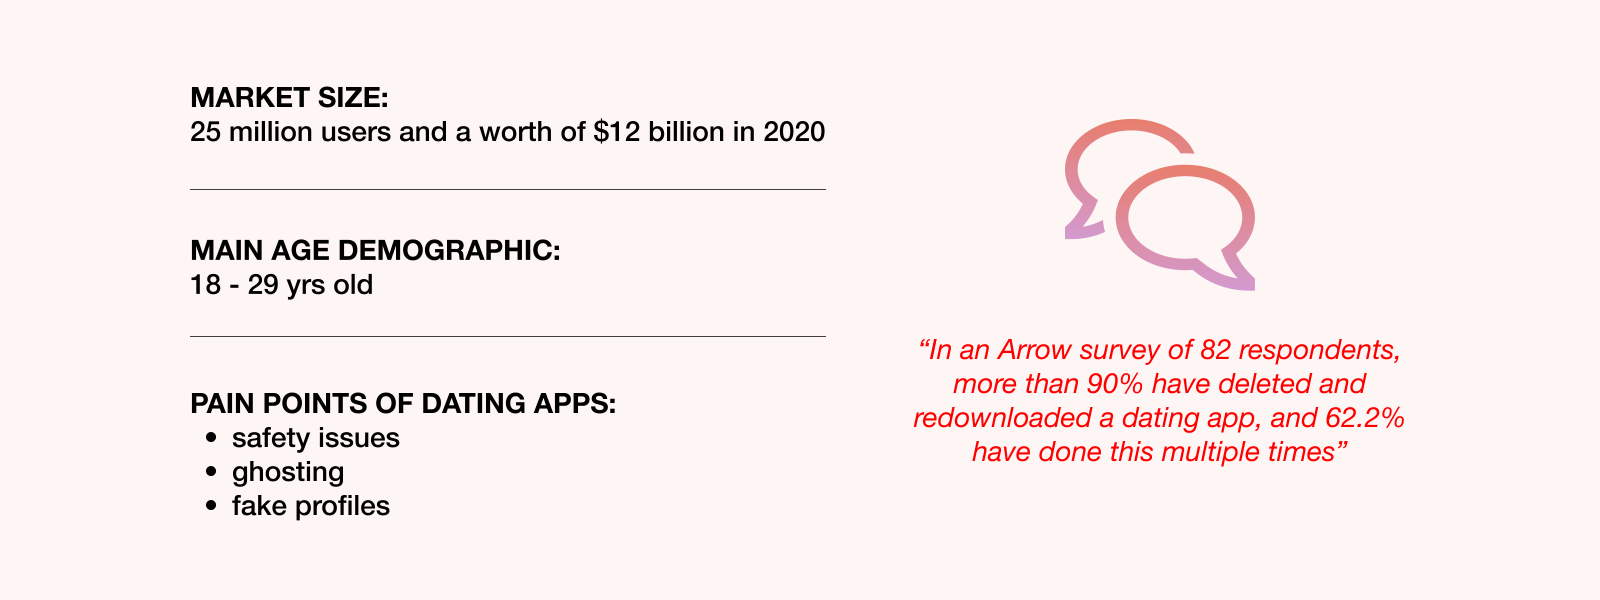 MARKET SIZE:
25 million users and a worth of $12 billion in 2020
MAIN AGE DEMOGRAPHIC:
18 - 29 yrs old
PAIN POINTS OF DATING APPS:
• safety issues
• ghosting
• fake profiles
“In an Arrow survey of 82 respondents,
more than 90% have deleted and
redownloaded a dating app, and 62.2%
have done this multiple times”